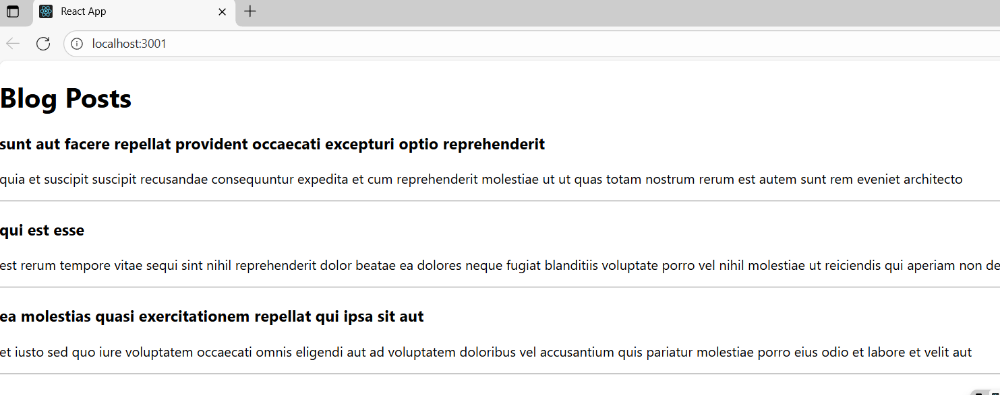 React App
localhost:3001
Blog Posts
sunt aut facere repellat provident occaecati excepturi optio reprehenderit
quia et suscipit suscipit recusandae consequuntur expedita et cum reprehenderit molestiae ut ut quas totam nostrum rerum est autem sunt rem eveniet architecto
qui est esse
est rerum tempore vitae sequi sint nihil reprehenderit dolor beatae ea dolores neque fugiat blanditiis voluptate porro vel nihil molestiae ut reiciendis qui aperiam non de
ea molestias quasi exercitationem repellat qui ipsa sit aut
et iusto sed quo iure voluptatem occaecati omnis eligendi aut ad voluptatem doloribus vel accusantium quis pariatur molestiae porro eius odio et labore et velit aut